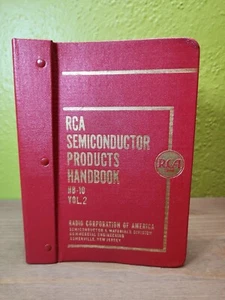 RCA
SEMICONDUCTOR
PRODUCTS
HANDBOOK
HB-10
VOL. 2
RCA
RADIO CORPORATION OF AMERICA
SEMICONDUCTOR & MATERIALS DIVISION
COMMERCIAL ENGINEERING
SOMERVILLE, NEW JERSEY